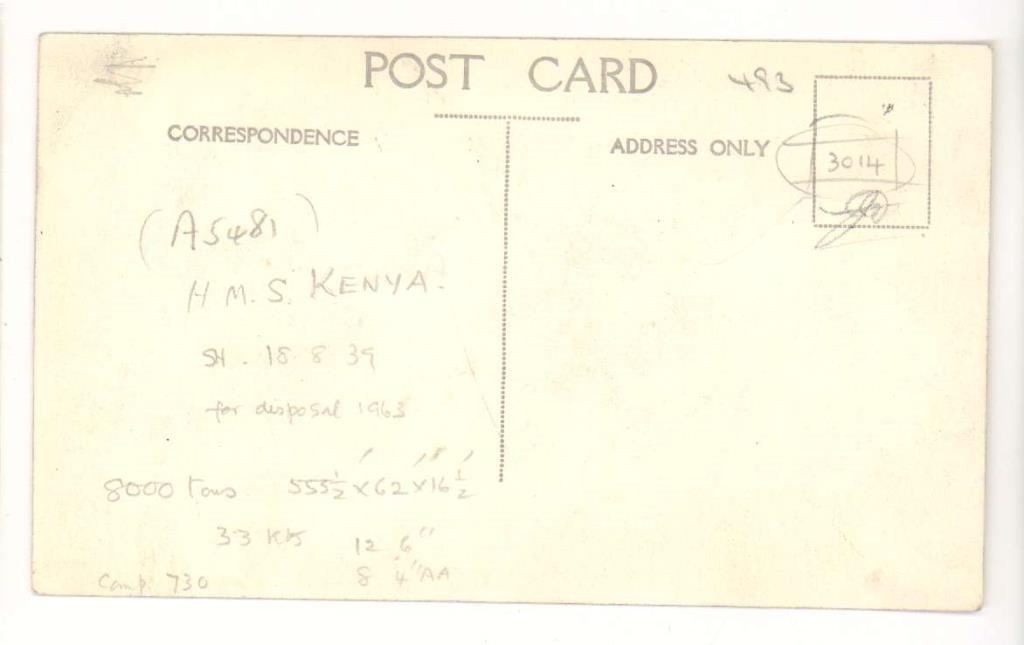 POST CARD
493
CORRESPONDENCE
ADDRESS ONLY
3014
(A5481)
H M. S. KENYA.
SH. 18 8 39
for disposal 1963
8000 tons 555½' × 62' × 16½'
33 Kts 12 6"
8 4" AA
Comp. 730